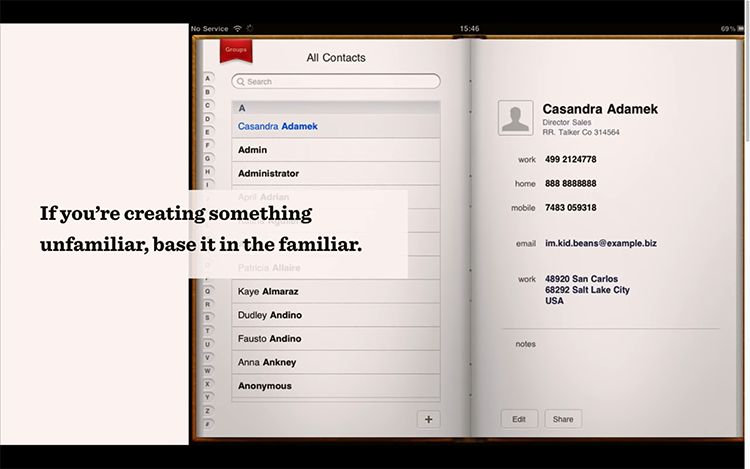 No Service
15:46
69%
Groups
All Contacts
Search
A
B
C
D
E
F
G
H
I
Q
R
S
T
U
V
W
X
Y
Z
#
A
Casandra Adamek
Admin
Administrator
April Adrian
If you're creating something
unfamiliar, base it in the familiar.
Patricia Allaire
Kaye Almaraz
Dudley Andino
Fausto Andino
Anna Ankney
Anonymous
+
Casandra Adamek
Director Sales
RR. Talker Co 314564
work 499 2124778
home 888 8888888
mobile 7483 059318
email im.kid.beans@example.biz
work 48920 San Carlos
68292 Salt Lake City
USA
notes
Edit
Share